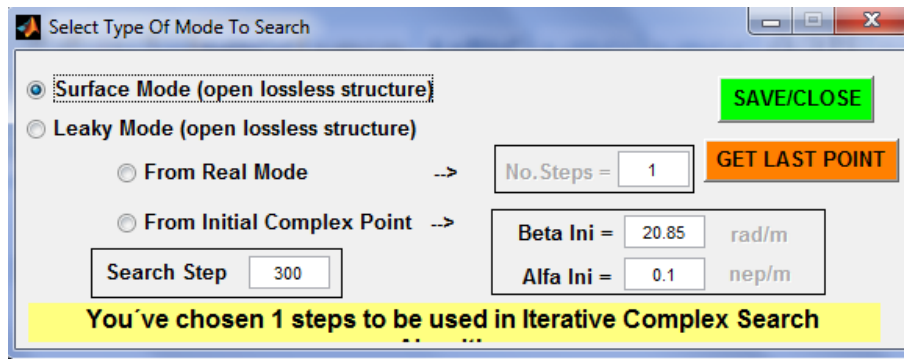 Select Type Of Mode To Search
Surface Mode (open lossless structure)
SAVE/CLOSE
Leaky Mode (open lossless structure)
From Real Mode --> No.Steps = 1
GET LAST POINT
From Initial Complex Point --> Beta Ini = 20.85 rad/m
Search Step 300
Alfa Ini = 0.1 nep/m
You´ve chosen 1 steps to be used in Iterative Complex Search